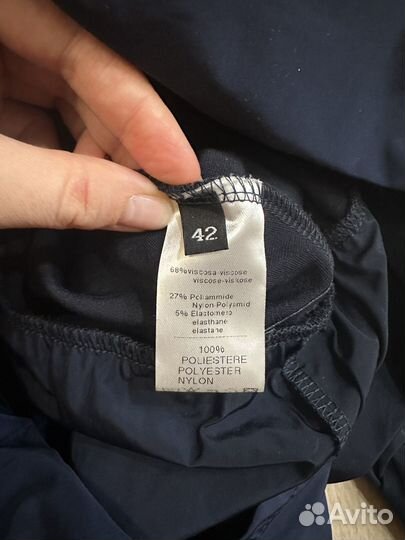 42
68%viscosa-viscose
viscose-viskose
27% Poliammide
Nylon-Polyamid
5% Elastomero
elasthane
elastane
100%
POLIESTERE
POLYESTER
NYLON
Avito